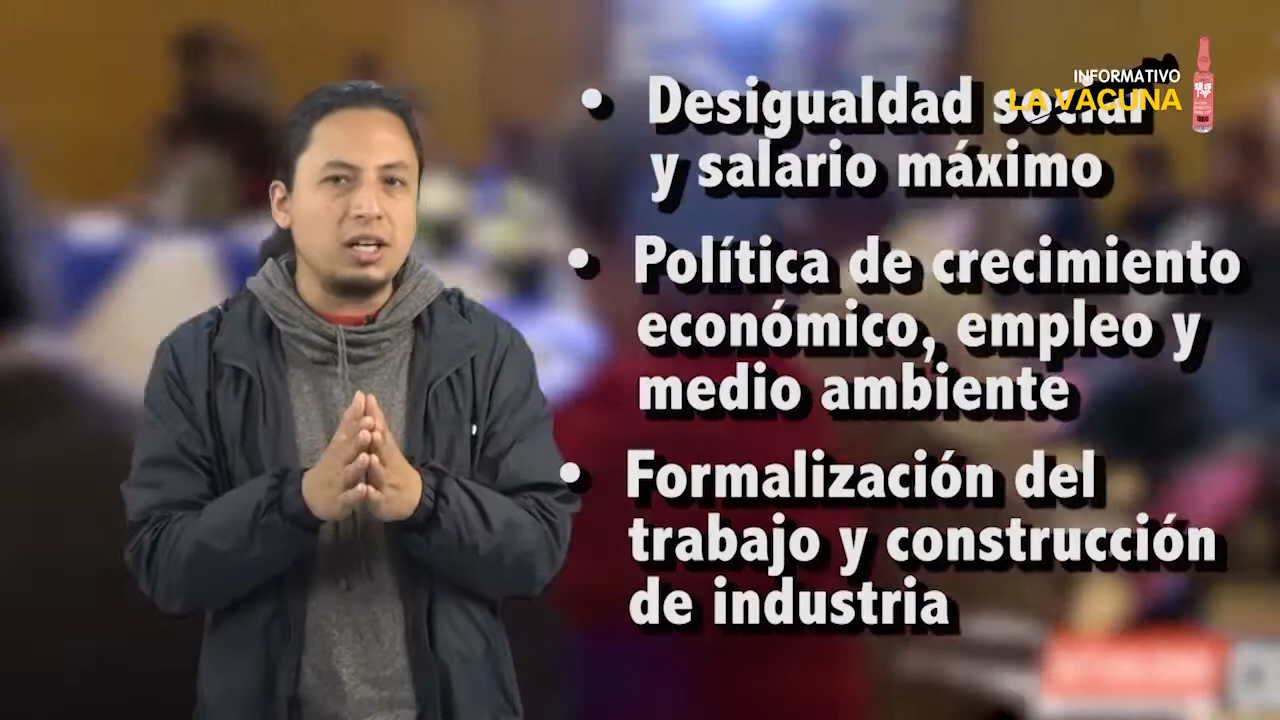 INFORMATIVO
LA VACUNA
• Desigualdad social
y salario máximo
• Política de crecimiento
económico, empleo y
medio ambiente
• Formalización del
trabajo y construcción
de industria